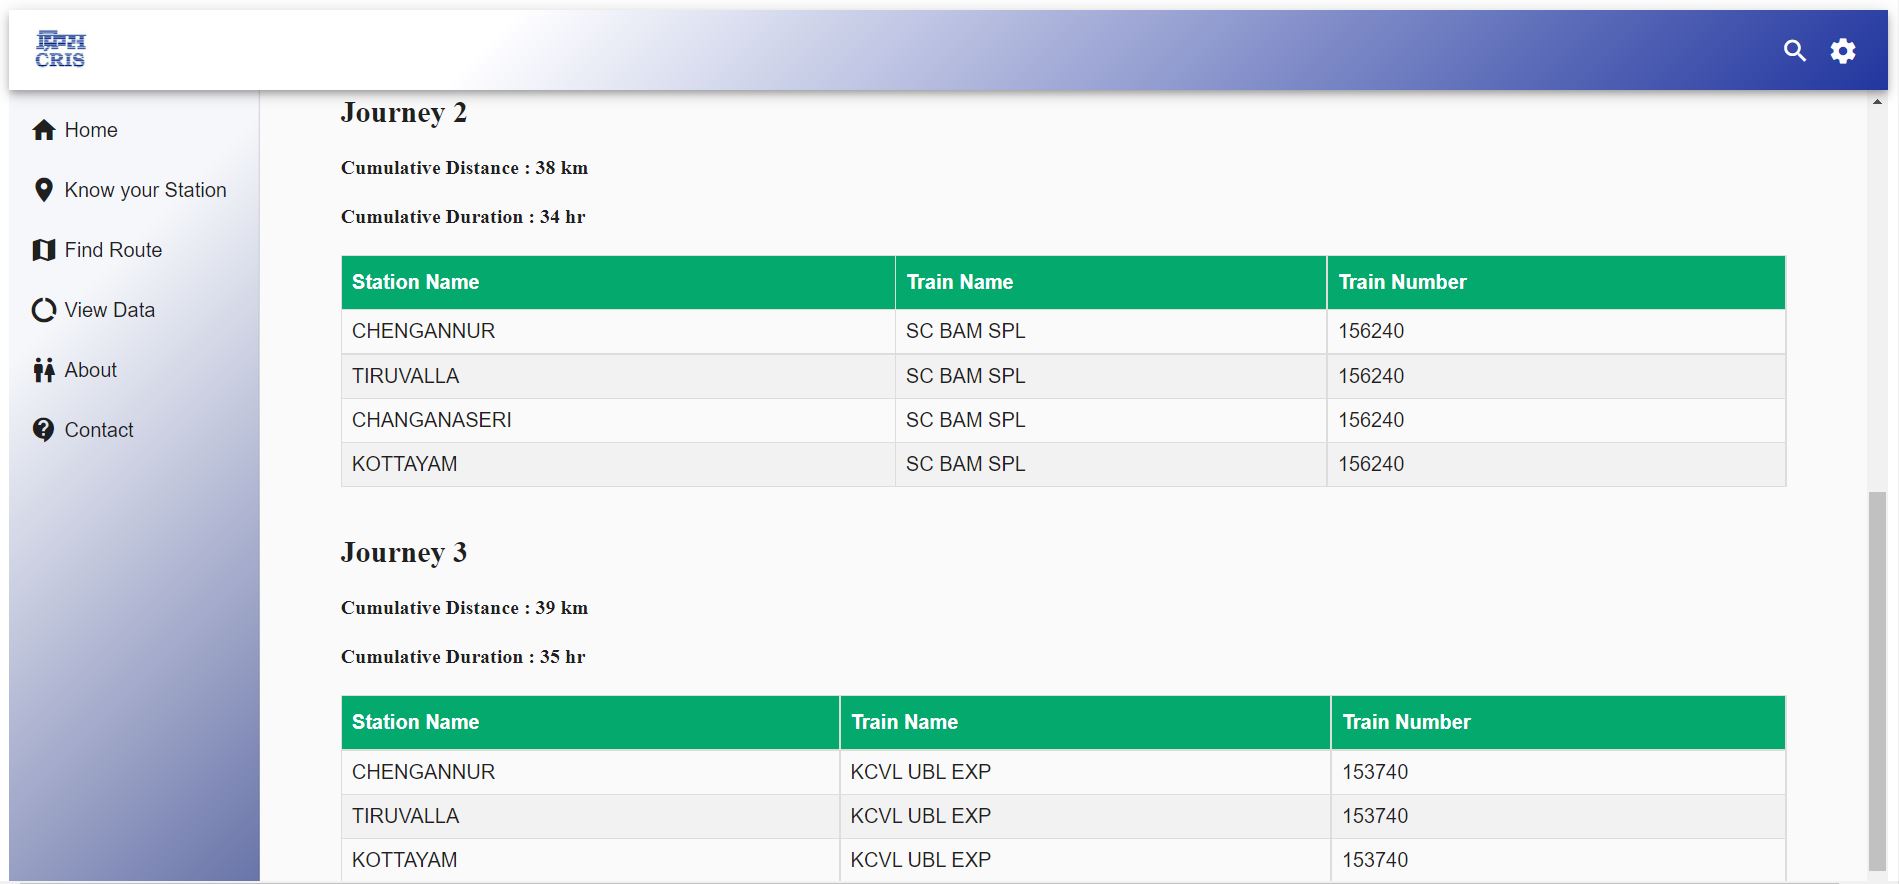 CRIS
Home
Know your Station
Find Route
View Data
About
Contact
Journey 2
Cumulative Distance : 38 km
Cumulative Duration : 34 hr
Station Name Train Name Train Number
CHENGANNUR SC BAM SPL 156240
TIRUVALLA SC BAM SPL 156240
CHANGANASERI SC BAM SPL 156240
KOTTAYAM SC BAM SPL 156240
Journey 3
Cumulative Distance : 39 km
Cumulative Duration : 35 hr
Station Name Train Name Train Number
CHENGANNUR KCVL UBL EXP 153740
TIRUVALLA KCVL UBL EXP 153740
KOTTAYAM KCVL UBL EXP 153740